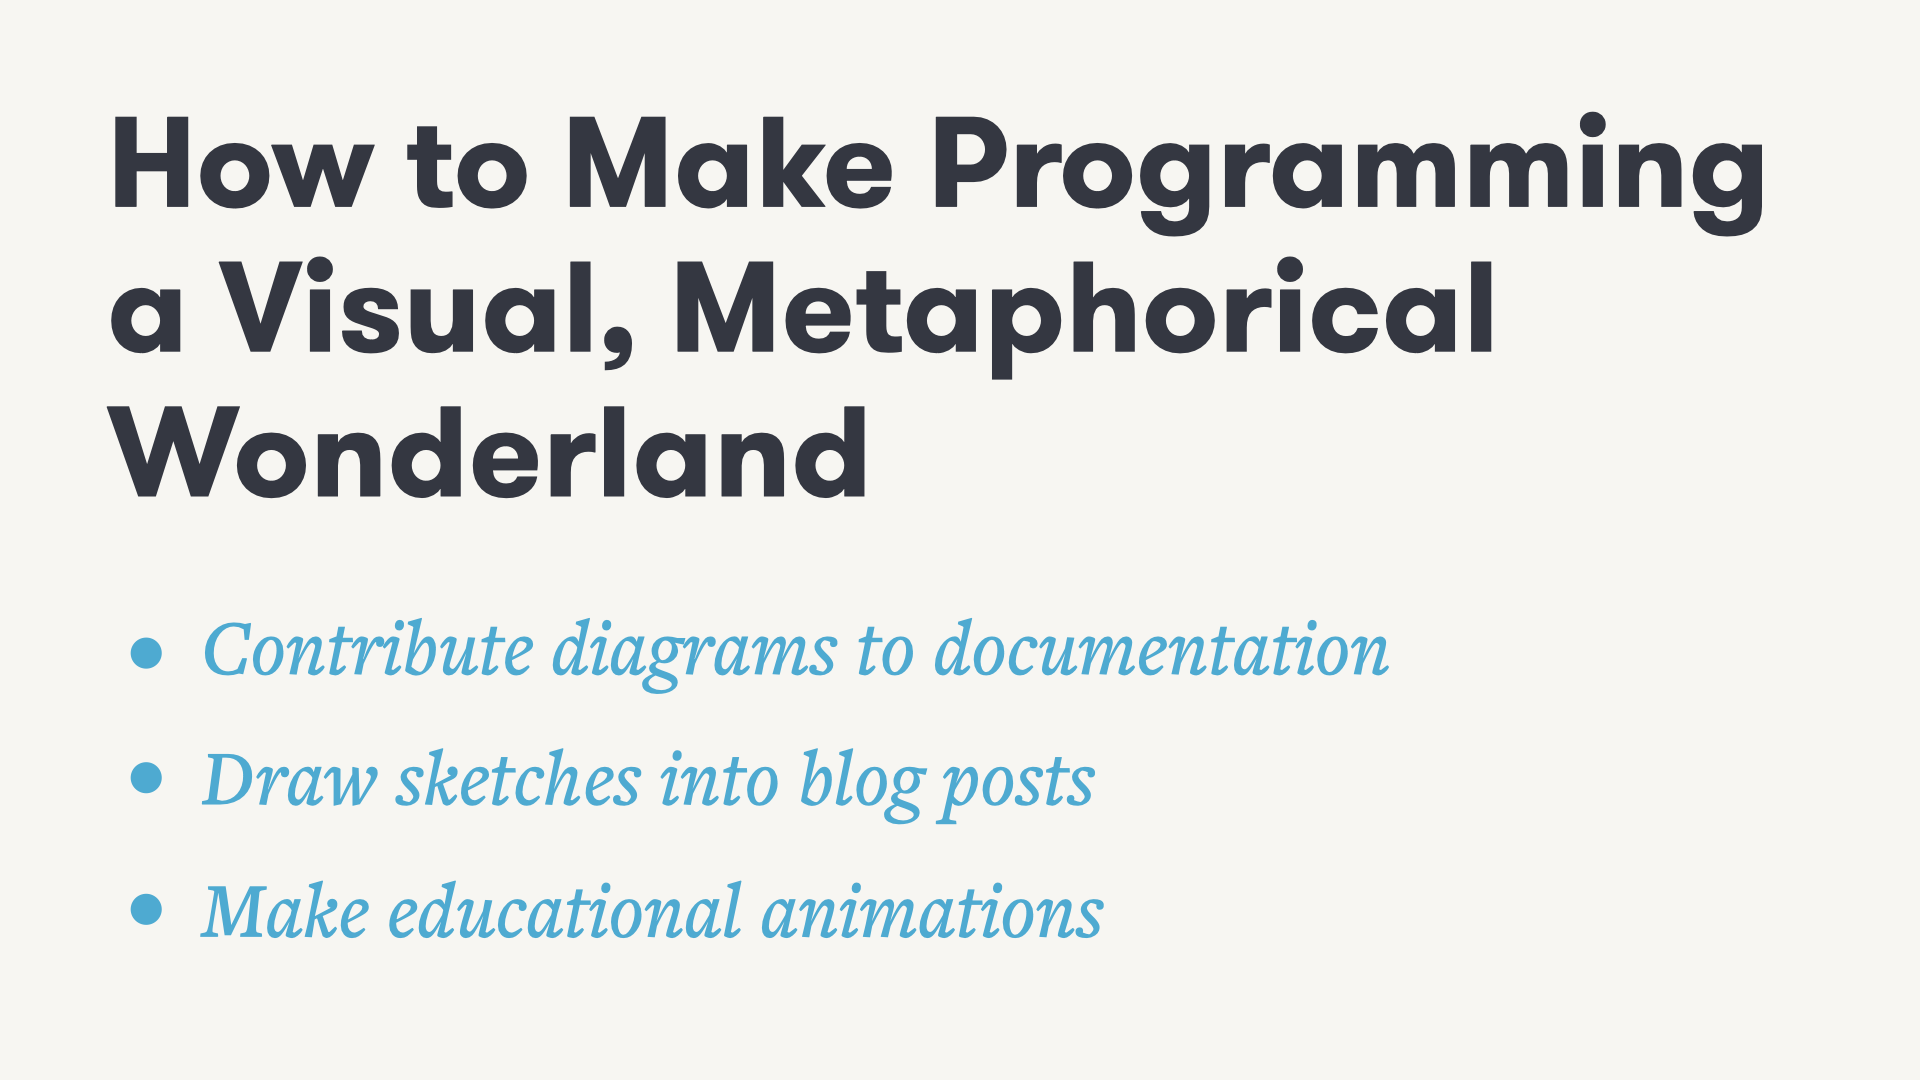 How to Make Programming
a Visual, Metaphorical
Wonderland
• Contribute diagrams to documentation
• Draw sketches into blog posts
• Make educational animations